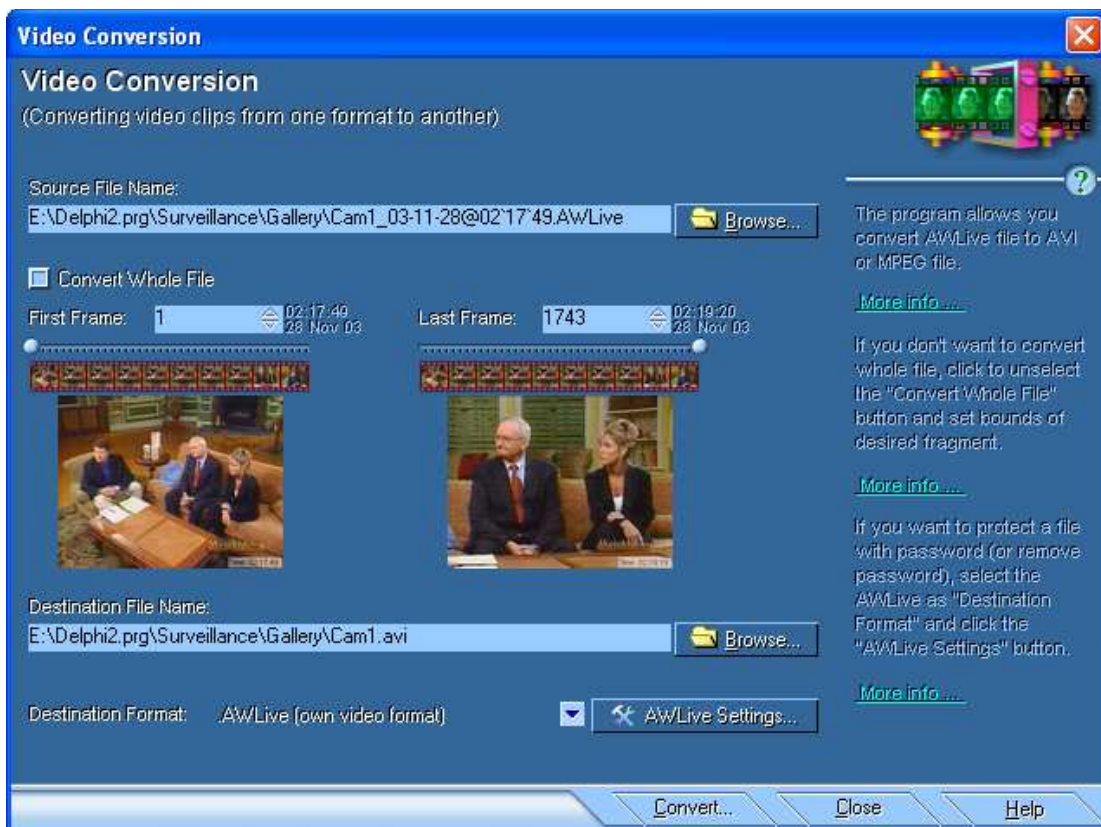 Video Conversion
Video Conversion
(Converting video clips from one format to another)
Source File Name:
E:\Delphi2.prg\Surveillance\Gallery\Cam1_03-11-28@02`17`49.AWLive
Browse...
Convert Whole File
First Frame: 1 02:17:49
28 Nov 03
Last Frame: 1743 02:19:20
28 Nov 03
Destination File Name:
E:\Delphi2.prg\Surveillance\Gallery\Cam1.avi
Browse...
Destination Format: .AWLive (own video format)
AWLive Settings...
?
The program allows you
convert AWLive file to AVI
or MPEG file.
More info ...
If you don't want to convert
whole file, click to unselect
the "Convert Whole File"
button and set bounds of
desired fragment.
More info ...
If you want to protect a file
with password (or remove
password), select the
AWLive as "Destination
Format" and click the
"AWLive Settings" button.
More info ...
Convert...
Close
Help